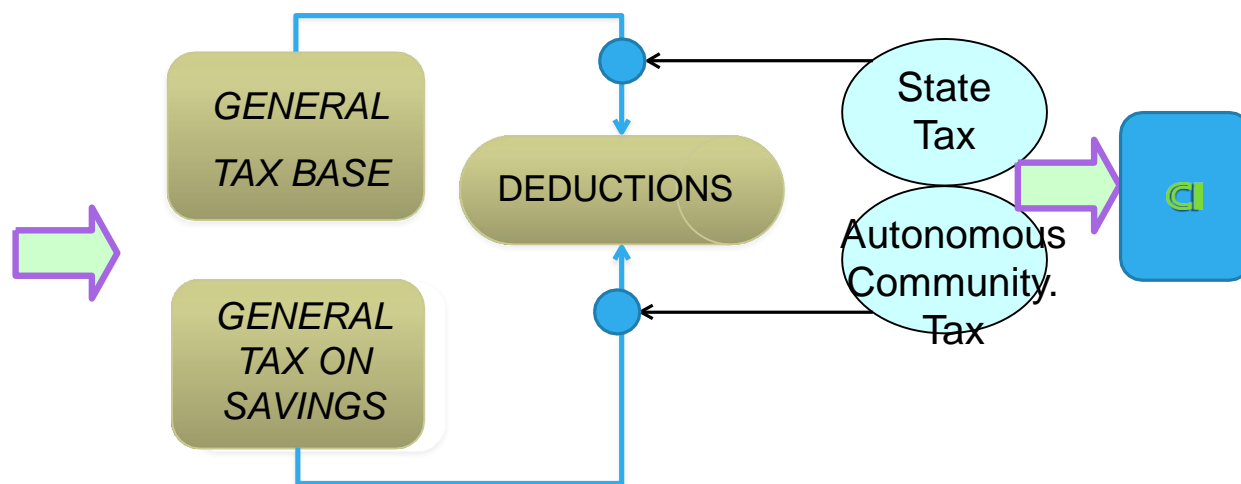 GENERAL
TAX BASE
DEDUCTIONS
State
Tax
Autonomous
Community.
Tax
GENERAL
TAX ON
SAVINGS
CI